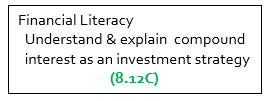 Financial Literacy
Understand & explain compound
interest as an investment strategy
(8.12C)